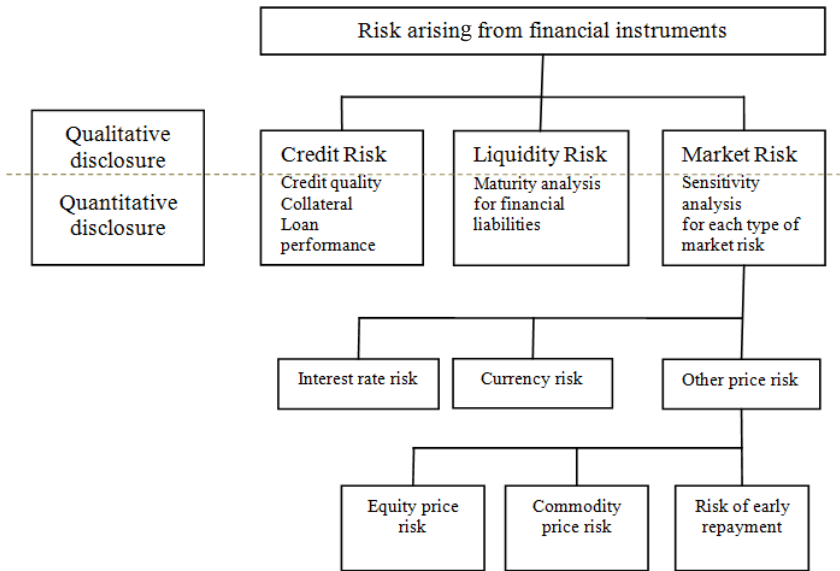 Risk arising from financial instruments
Qualitative
disclosure
Quantitative
disclosure
Credit Risk
Credit quality
Collateral
Loan
performance
Liquidity Risk
Maturity analysis
for financial
liabilities
Market Risk
Sensitivity
analysis
for each type of
market risk
Interest rate risk
Currency risk
Other price risk
Equity price
risk
Commodity
price risk
Risk of early
repayment